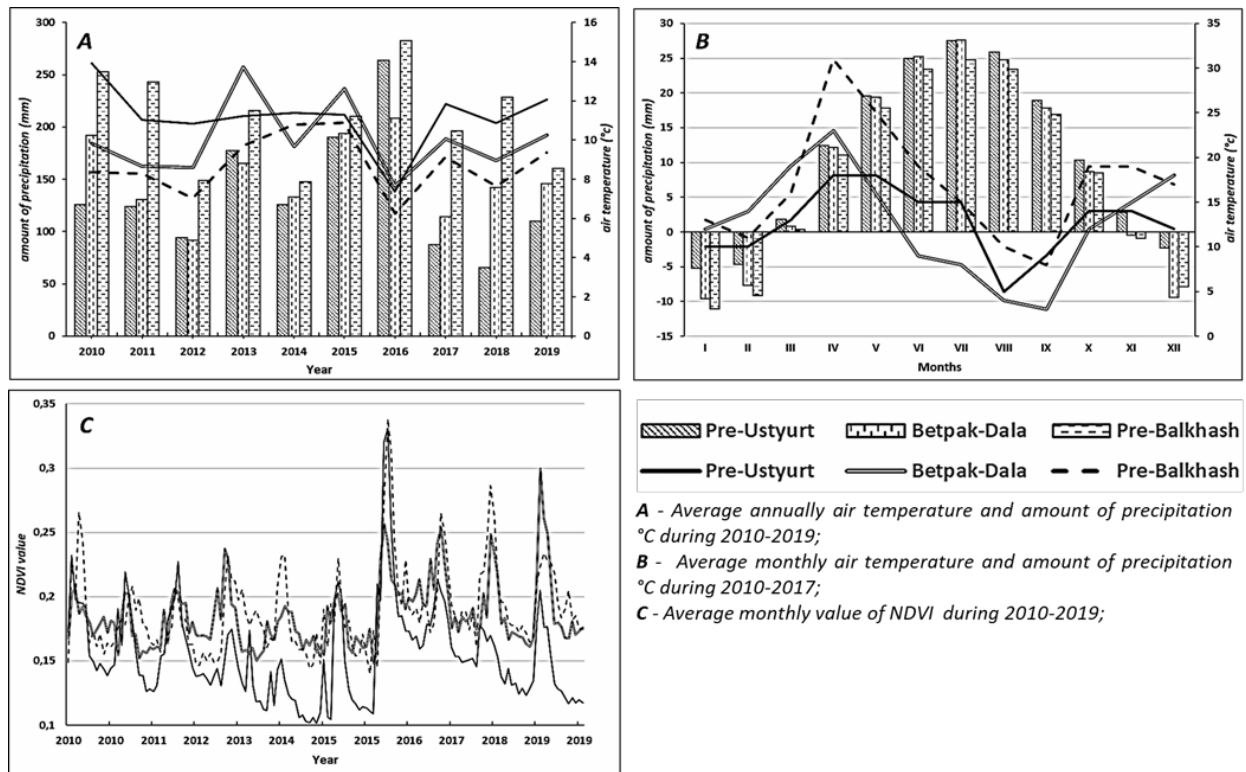 A
amount of precipitation (mm)
300
250
200
150
100
50
0
16
14
12
10
8
6
4
2
0
air temperature (°c)
2010 2011 2012 2013 2014 2015 2016 2017 2018 2019
Year
B
amount of precipitation (mm)
30
25
20
15
10
5
0
-5
-10
-15
35
30
25
20
15
10
5
0
air temperature (°c)
I II III IV V VI VII VIII IX X XI XII
Months
C
NDVI value
0,35
0,3
0,25
0,2
0,15
0,1
2010 2010 2011 2012 2013 2014 2015 2015 2016 2017 2018 2019 2019
Year
Pre-Ustyurt Betpak-Dala Pre-Balkhash
Pre-Ustyurt Betpak-Dala Pre-Balkhash
A - Average annually air temperature and amount of precipitation
°C during 2010-2019;
B - Average monthly air temperature and amount of precipitation
°C during 2010-2017;
C - Average monthly value of NDVI during 2010-2019;